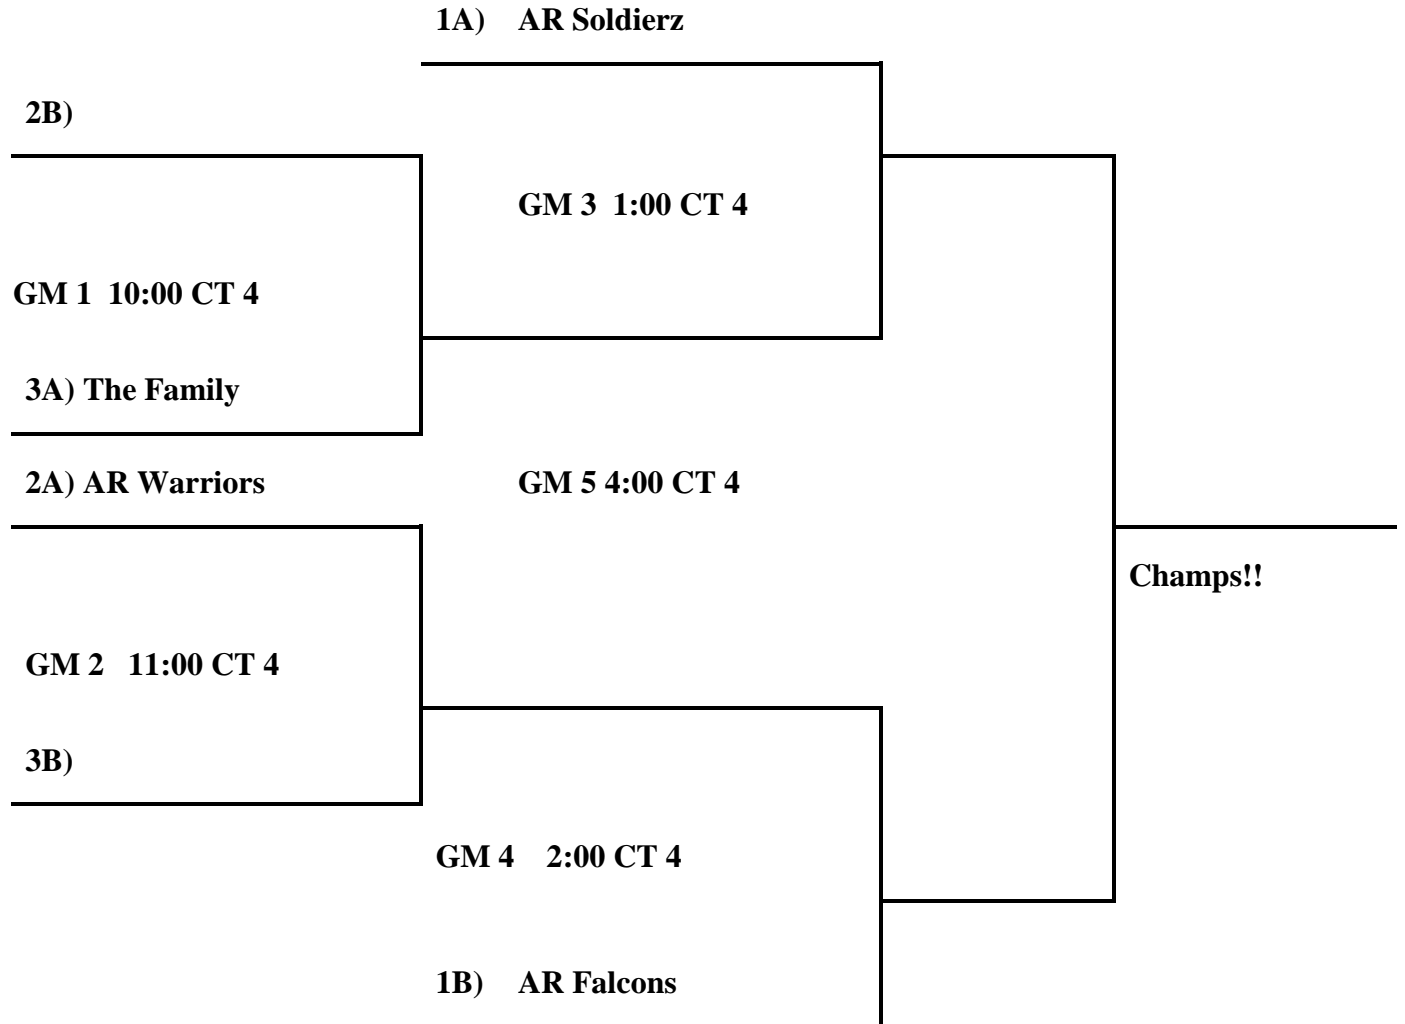 1A) AR Soldierz
2B)
GM 3 1:00 CT 4
GM 1 10:00 CT 4
3A) The Family
2A) AR Warriors
GM 5 4:00 CT 4
Champs!!
GM 2 11:00 CT 4
3B)
GM 4 2:00 CT 4
1B) AR Falcons